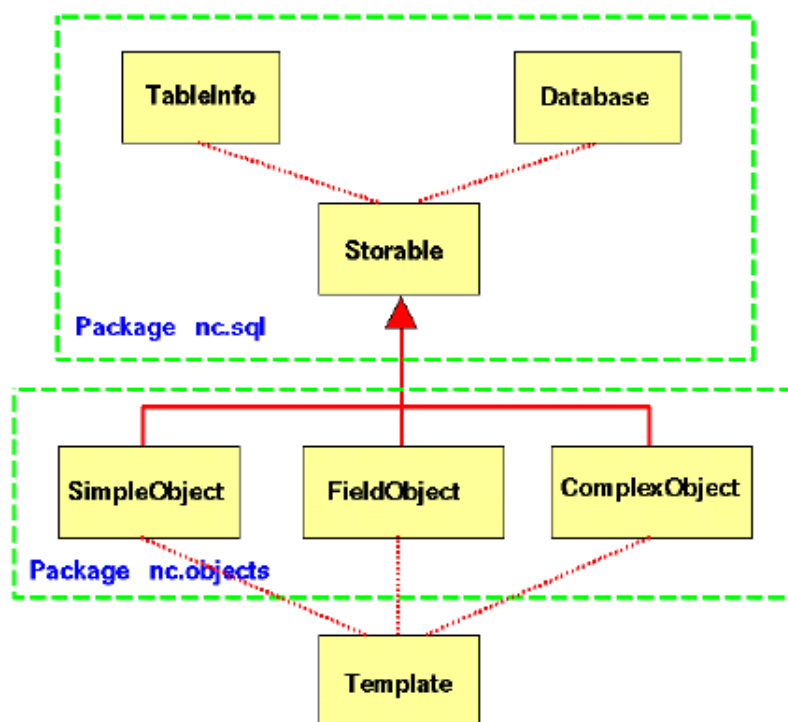 TableInfo
Database
Storable
Package nc.sql
SimpleObject
FieldObject
ComplexObject
Package nc.objects
Template